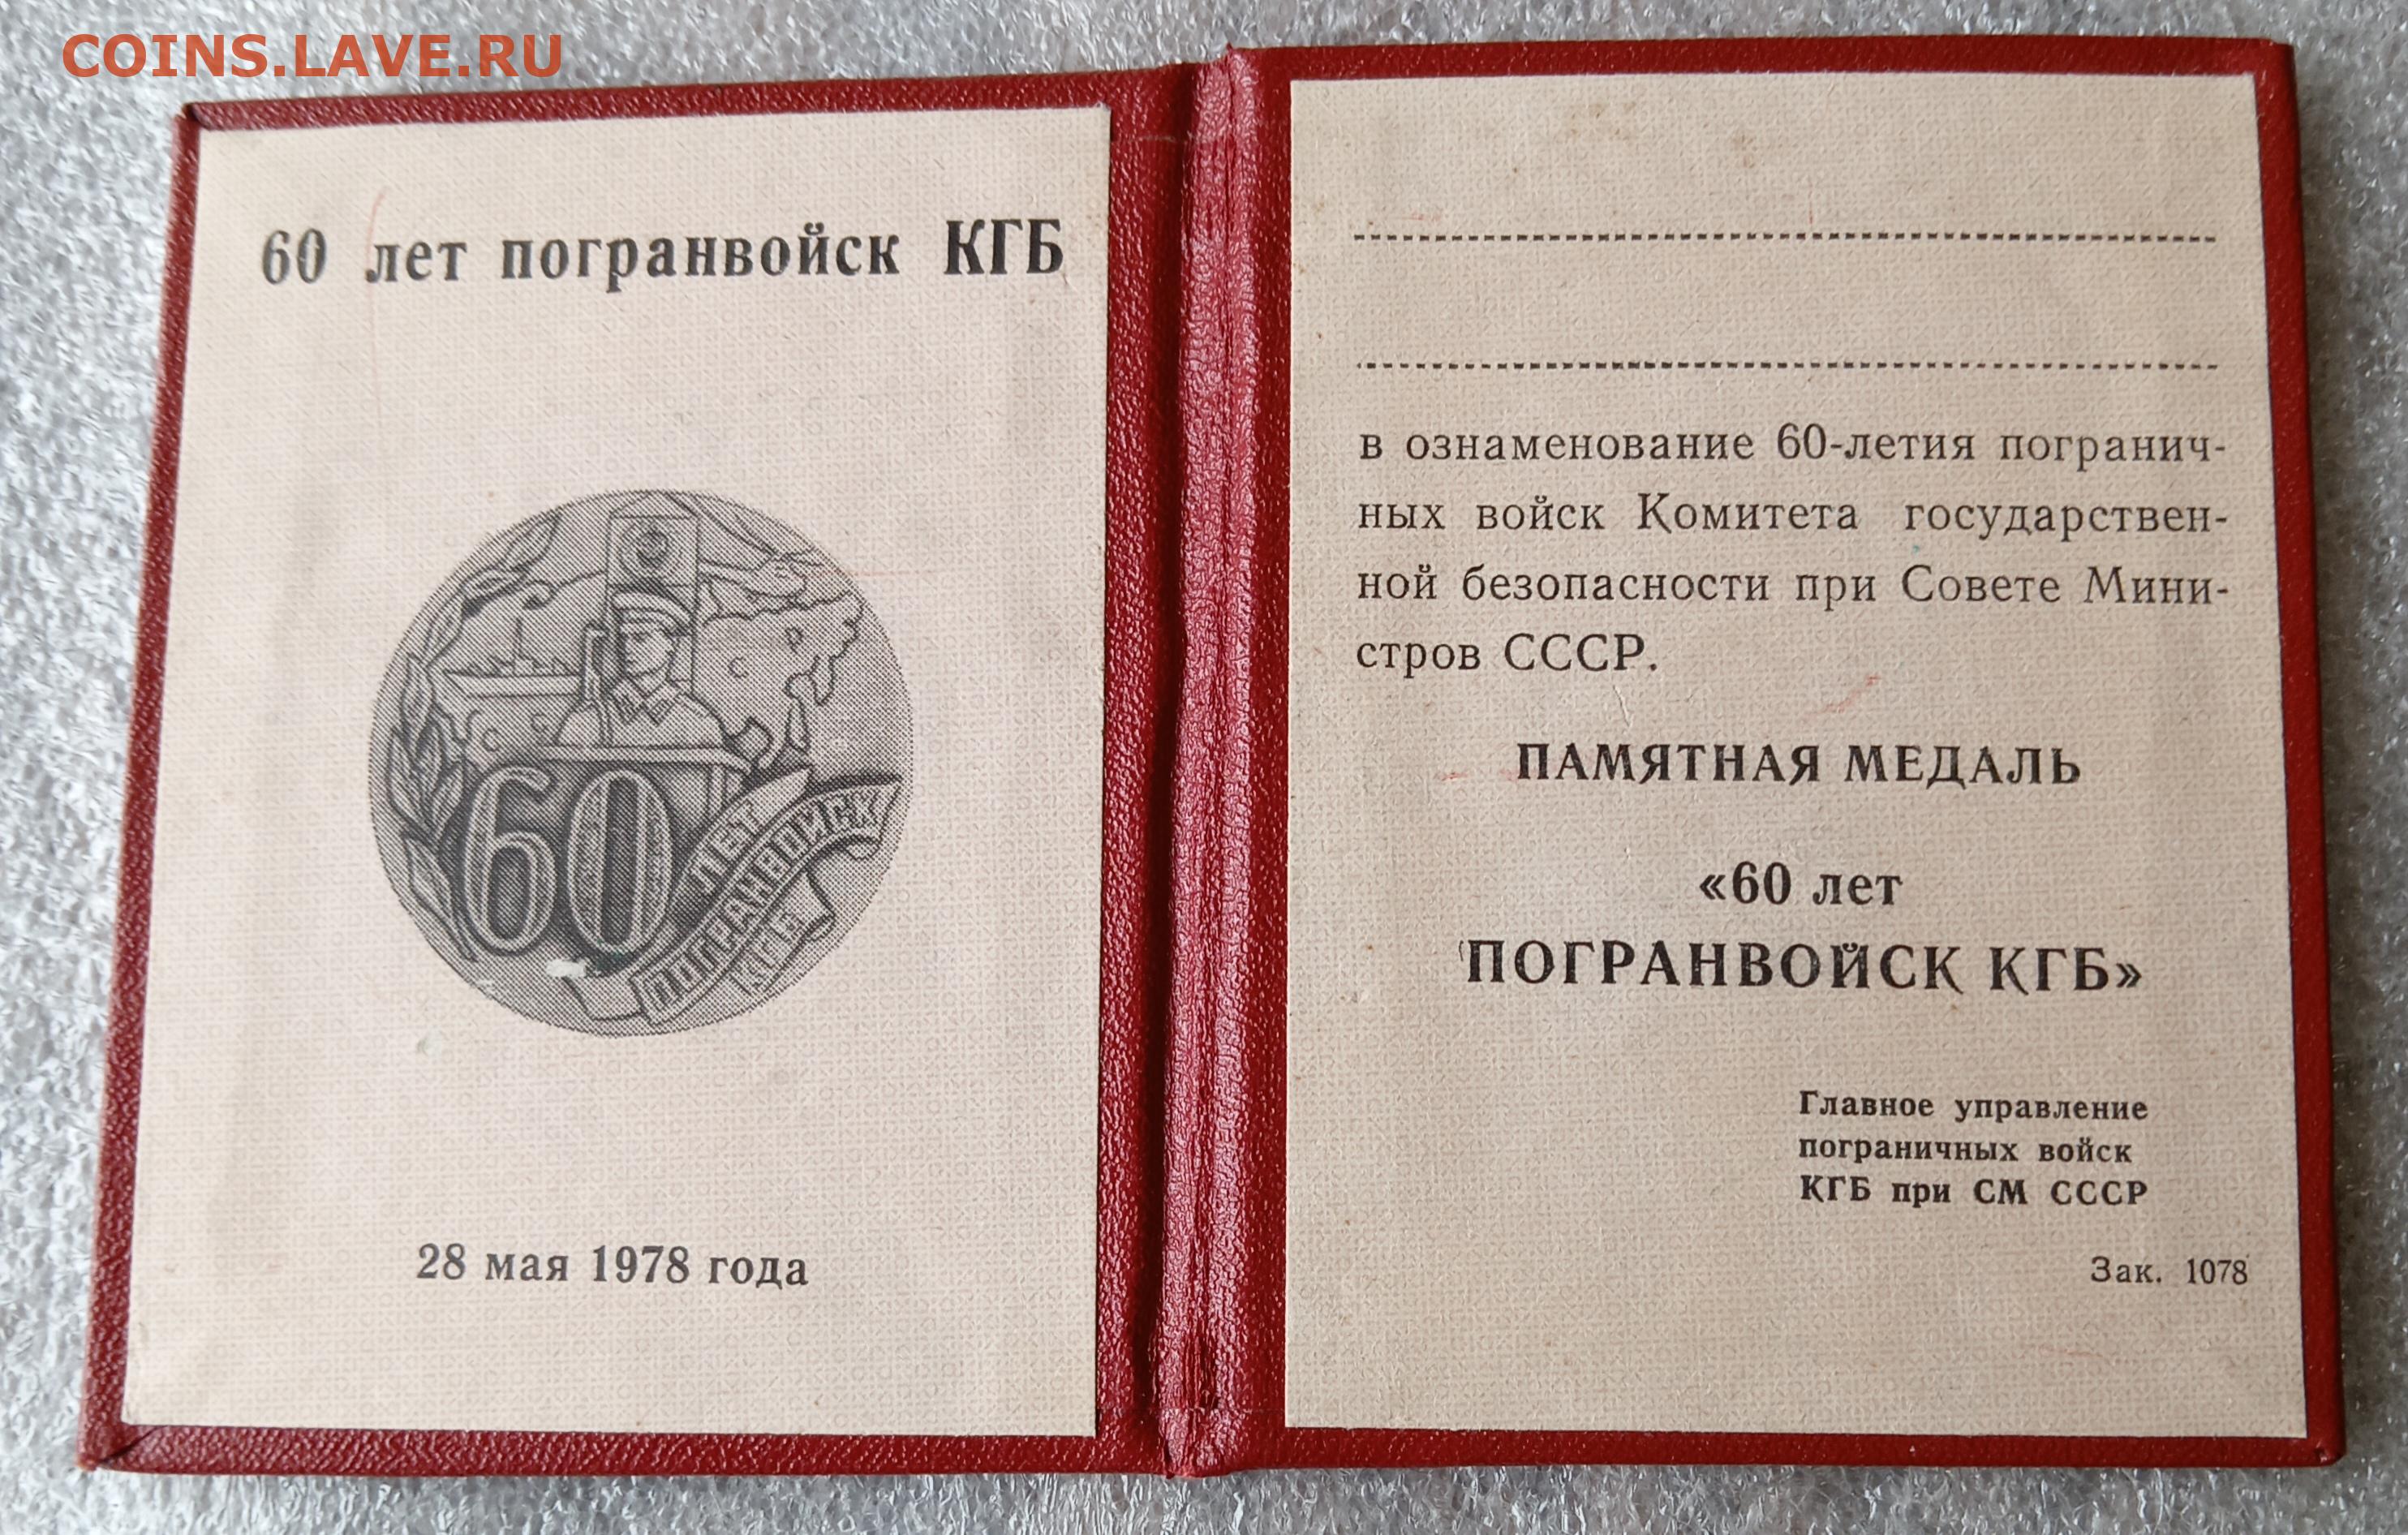 COINS.LAVE.RU
60 лет погранвойск КГБ
С С С Р
60
ЛЕТ
ПОГРАНВОЙСК
КГБ
28 мая 1978 года
в ознаменование 60-летия погранич-
ных войск Комитета государствен-
ной безопасности при Совете Мини-
стров СССР.
ПАМЯТНАЯ МЕДАЛЬ
«60 лет
ПОГРАНВОЙСК КГБ»
Главное управление
пограничных войск
КГБ при СМ СССР
Зак. 1078